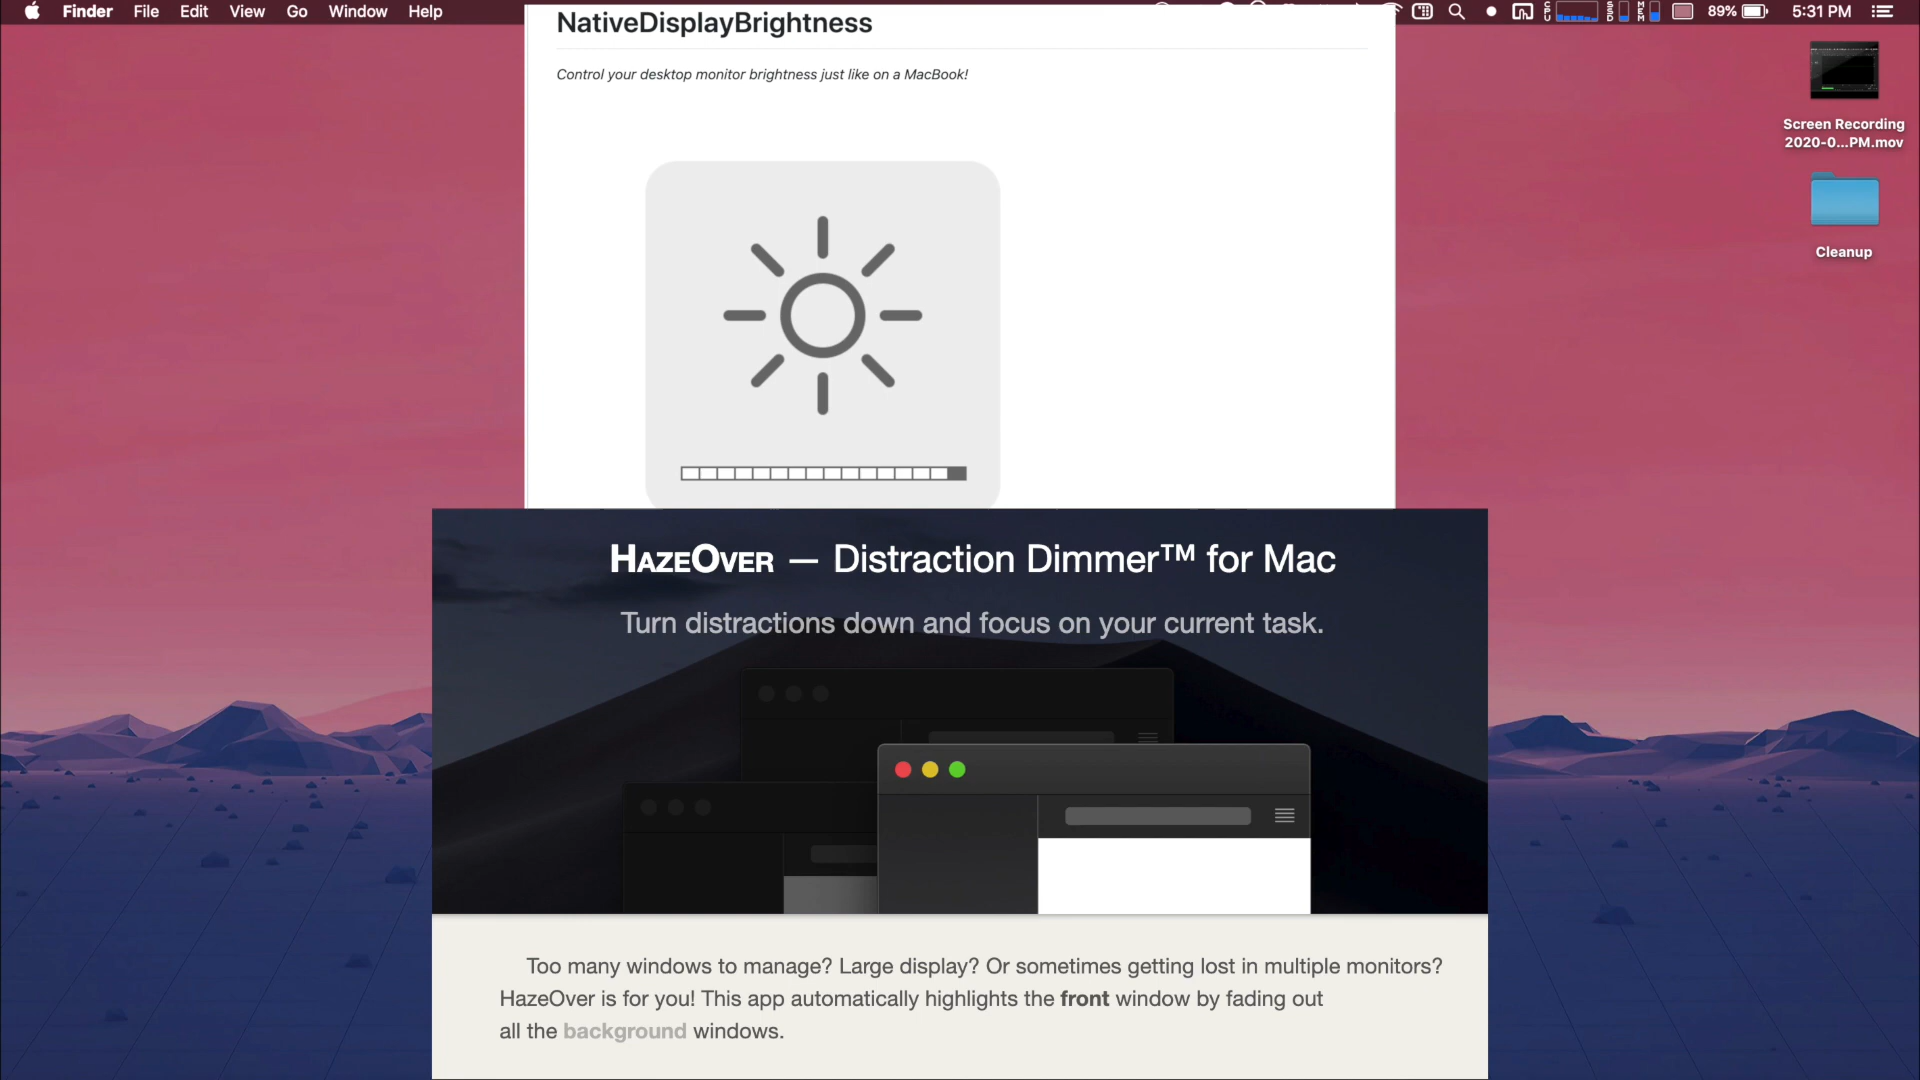 Finder File Edit View Go Window Help
CPU SSD MEM 89% 5:31 PM
NativeDisplayBrightness
Control your desktop monitor brightness just like on a MacBook!
Screen Recording
2020-0...PM.mov
Cleanup
HAZEOVER — Distraction Dimmer™ for Mac
Turn distractions down and focus on your current task.
Too many windows to manage? Large display? Or sometimes getting lost in multiple monitors?
HazeOver is for you! This app automatically highlights the front window by fading out
all the background windows.